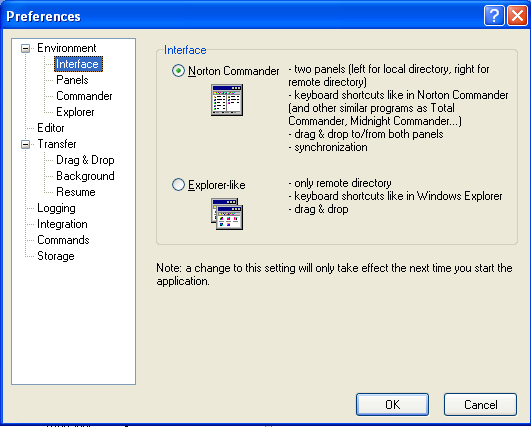 Preferences
Environment
Interface
Panels
Commander
Explorer
Editor
Transfer
Drag & Drop
Background
Resume
Logging
Integration
Commands
Storage
Interface
Norton Commander
- two panels (left for local directory, right for
remote directory)
- keyboard shortcuts like in Norton Commander
(and other similar programs as Total
Commander, Midnight Commander...)
- drag & drop to/from both panels
- synchronization
Explorer-like
- only remote directory
- keyboard shortcuts like in Windows Explorer
- drag & drop
Note: a change to this setting will only take effect the next time you start the
application.
OK
Cancel